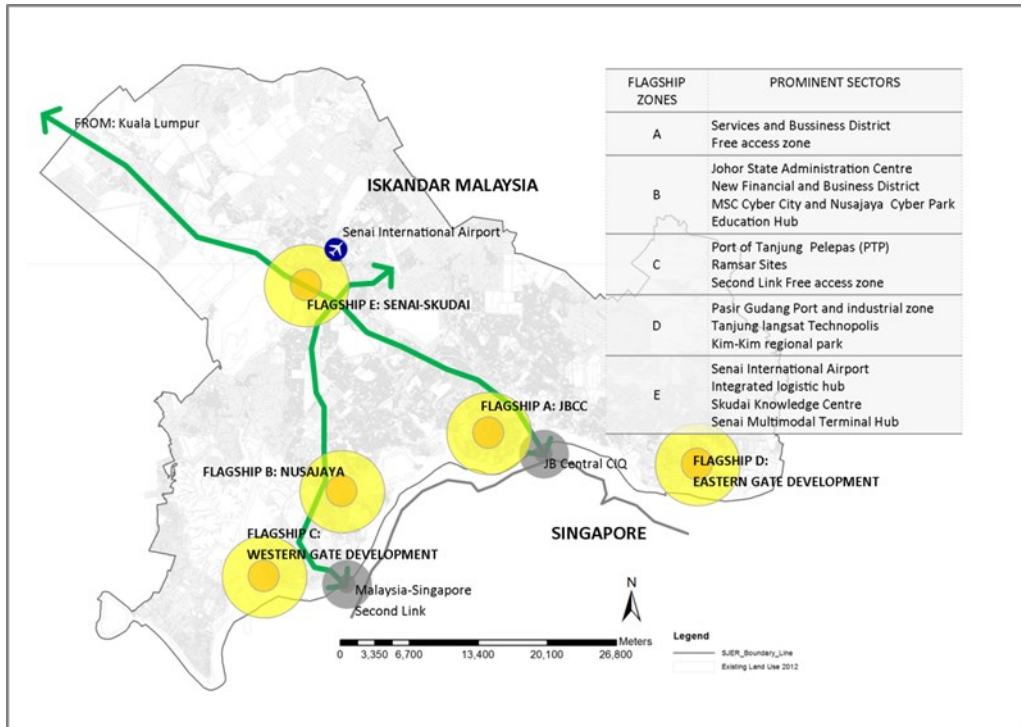 FROM: Kuala Lumpur
ISKANDAR MALAYSIA
Senai International Airport
FLAGSHIP E: SENAI-SKUDAI
FLAGSHIP A: JBCC
JB Central CIQ
FLAGSHIP B: NUSAJAYA
FLAGSHIP C:
WESTERN GATE DEVELOPMENT
Malaysia-Singapore
Second Link
FLAGSHIP D:
EASTERN GATE DEVELOPMENT
SINGAPORE
FLAGSHIP ZONES
PROMINENT SECTORS
A
Services and Bussiness District
Free access zone
B
Johor State Administration Centre
New Financial and Business District
MSC Cyber City and Nusajaya Cyber Park
Education Hub
C
Port of Tanjung Pelepas (PTP)
Ramsar Sites
Second Link Free access zone
D
Pasir Gudang Port and industrial zone
Tanjung langsat Technopolis
Kim-Kim regional park
E
Senai International Airport
Integrated logistic hub
Skudai Knowledge Centre
Senai Multimodal Terminal Hub
N
Meters
0 3,350 6,700 13,400 20,100 26,800
Legend
SJER_Boundary_Line
Existing Land Use 2012